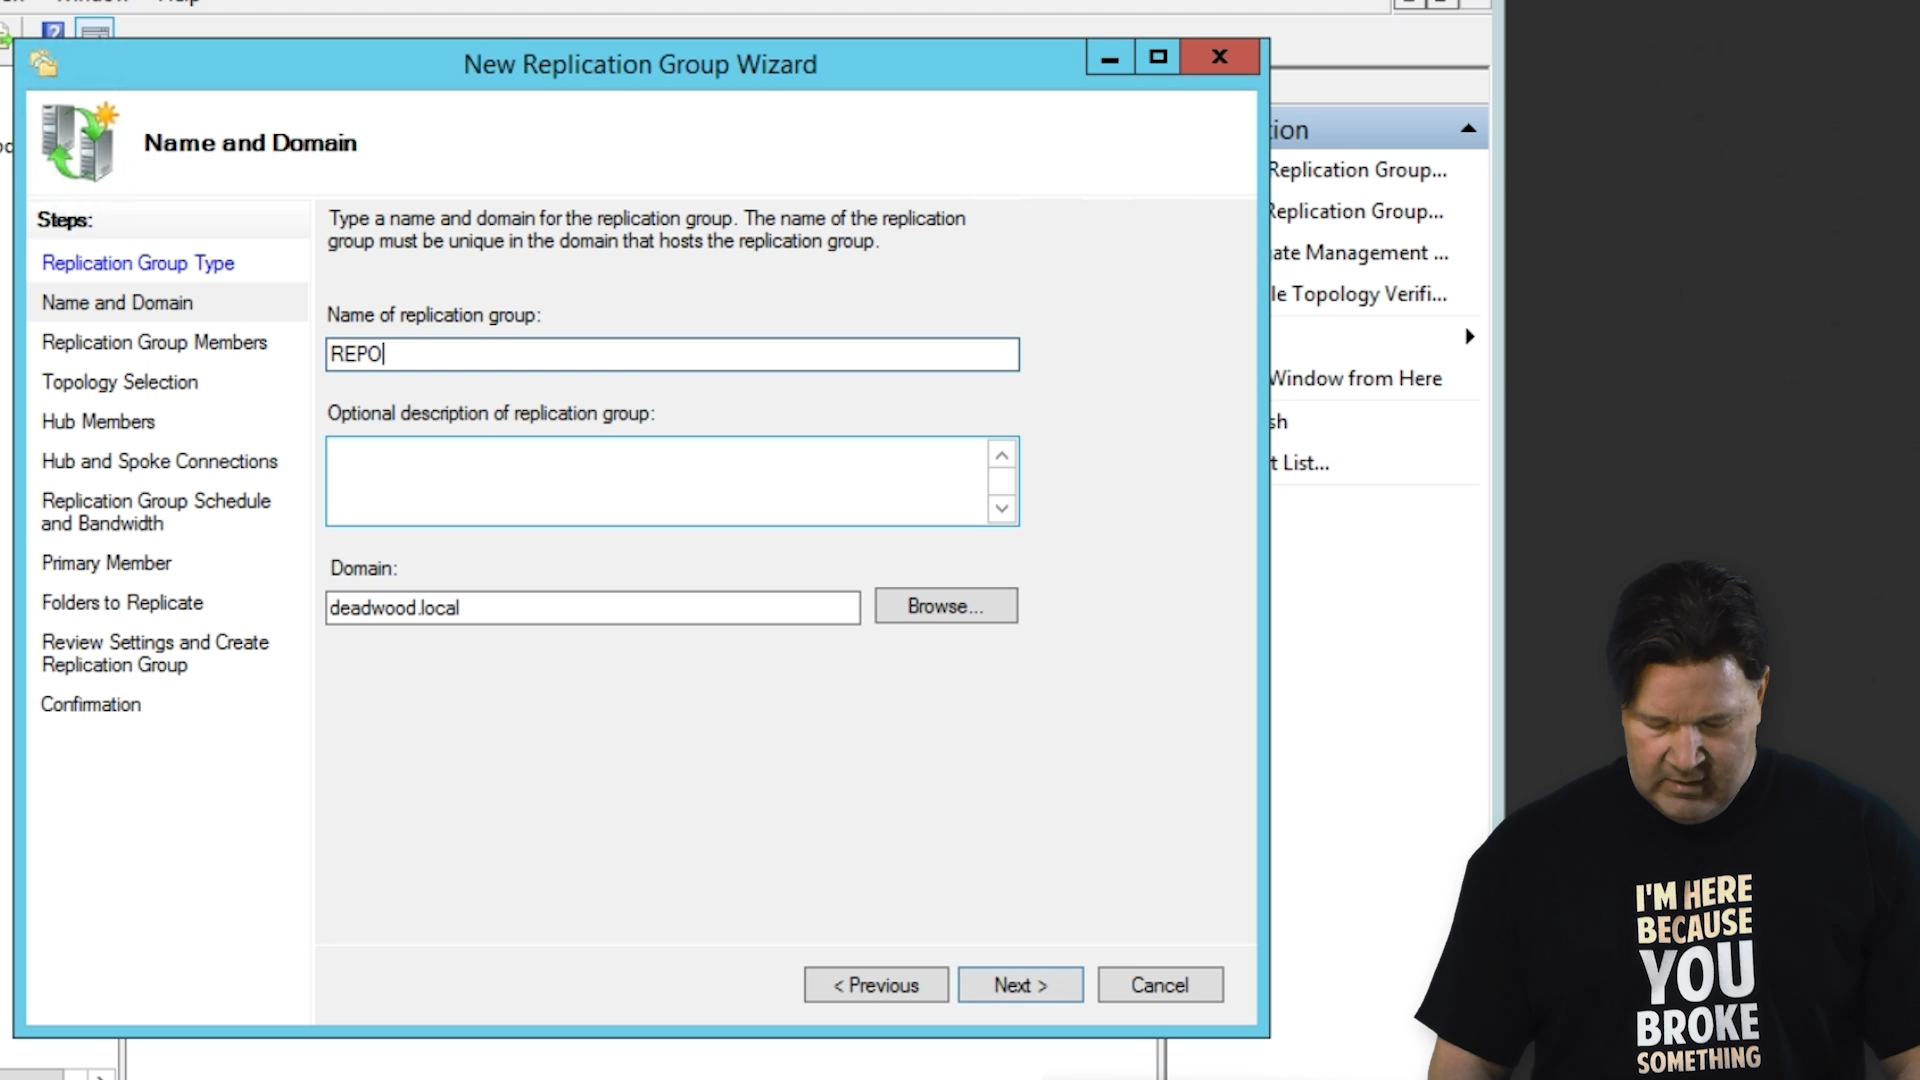 New Replication Group Wizard
Name and Domain
Steps:
Replication Group Type
Name and Domain
Replication Group Members
Topology Selection
Hub Members
Hub and Spoke Connections
Replication Group Schedule
and Bandwidth
Primary Member
Folders to Replicate
Review Settings and Create
Replication Group
Confirmation
Type a name and domain for the replication group. The name of the replication
group must be unique in the domain that hosts the replication group.
Name of replication group:
REPO
Optional description of replication group:
Domain:
deadwood.local
Browse...
< Previous
Next >
Cancel
Replication Group...
Replication Group...
Management ...
Topology Verifi...
Window from Here
List...
I'M HERE
BECAUSE
YOU
BROKE
SOMETHING